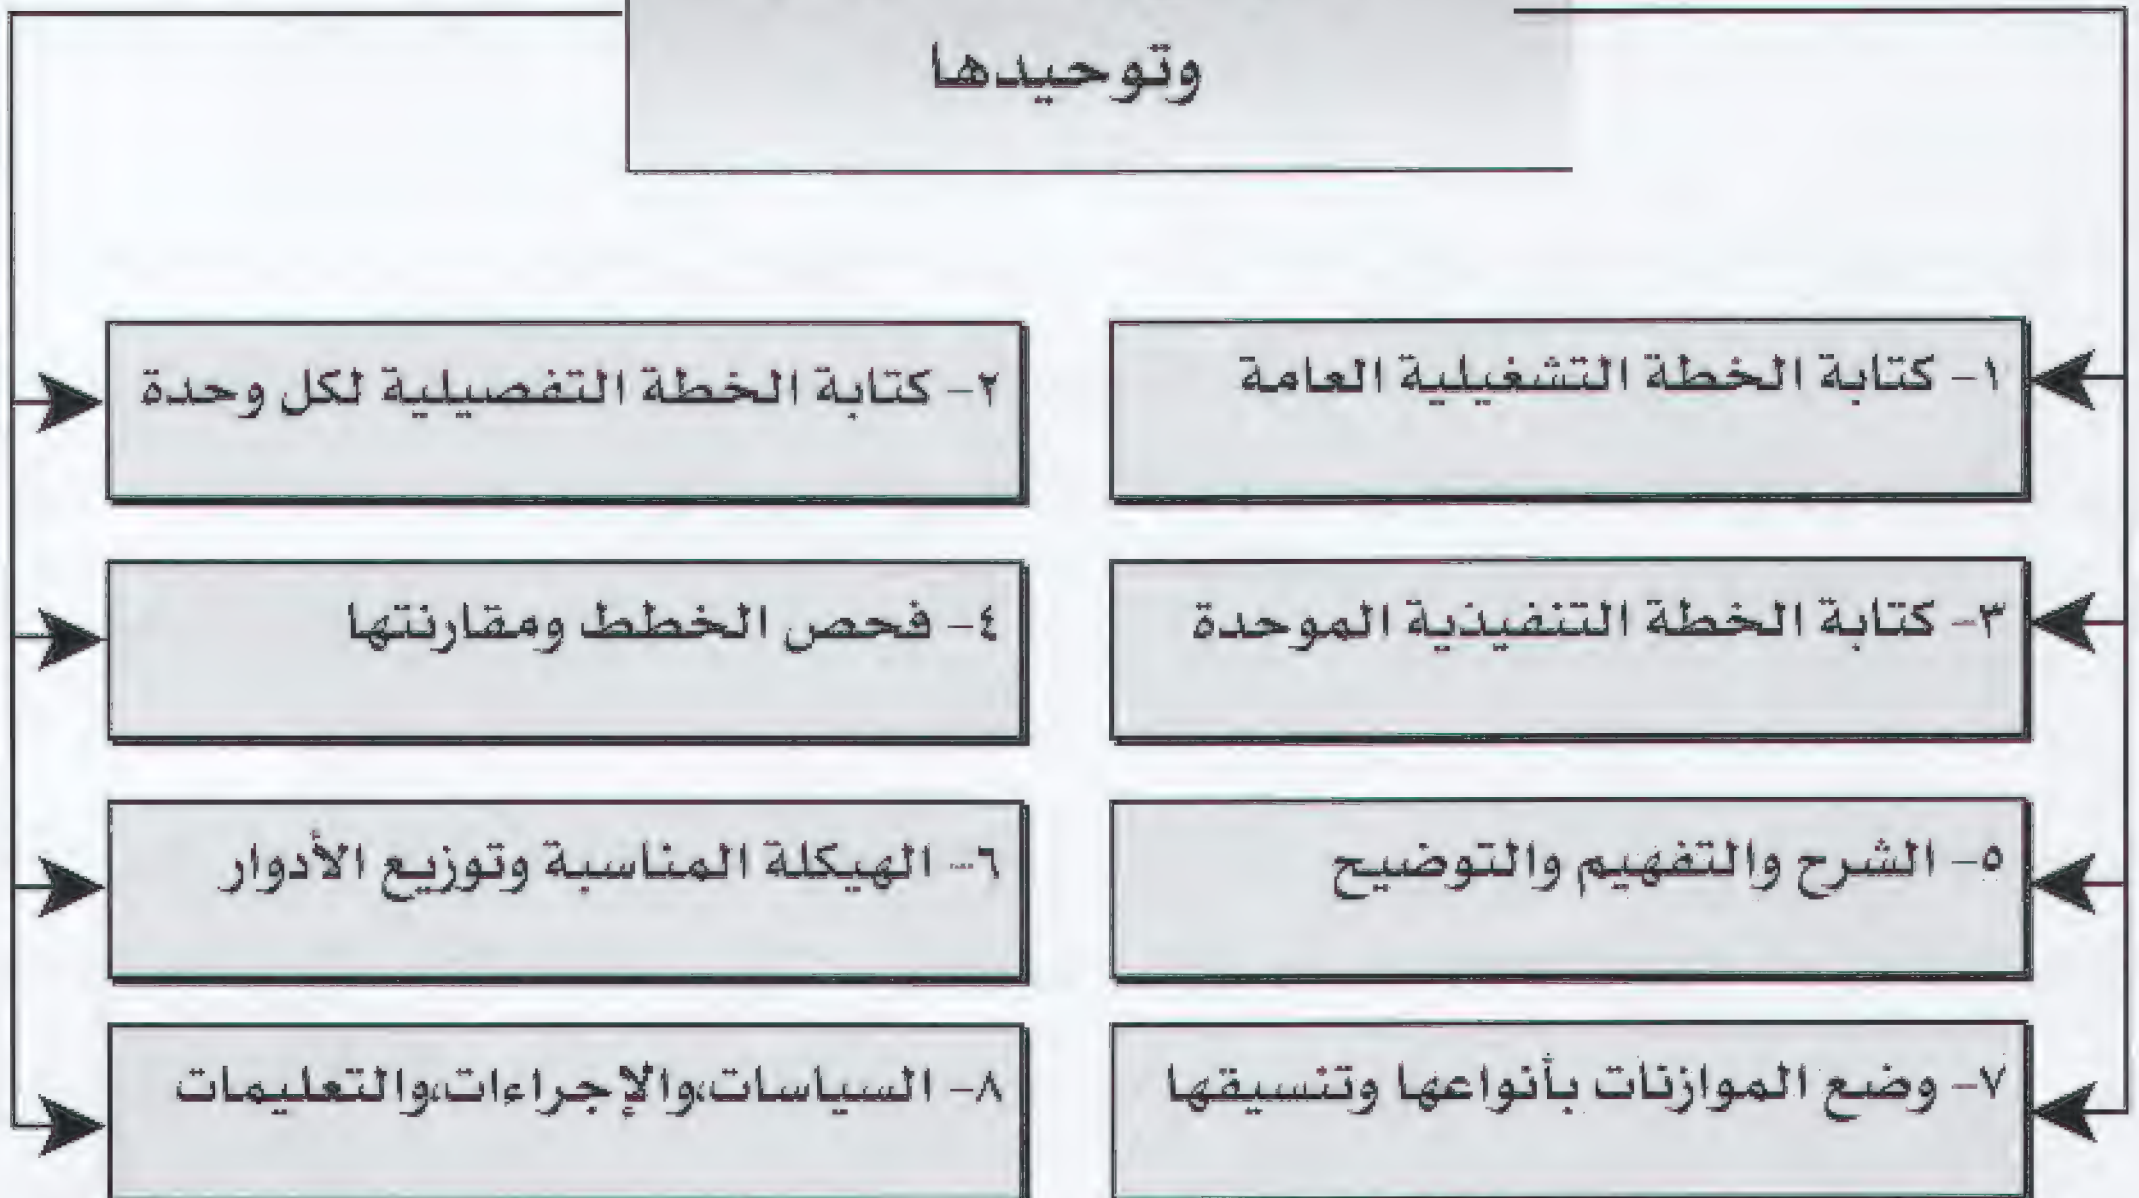 وتوحيدها
١- كتابة الخطة التشغيلية العامة
٢- كتابة الخطة التفصيلية لكل وحدة
٣- كتابة الخطة التنفيذية الموحدة
٤- فحص الخطط ومقارنتها
٥- الشرح والتفهيم والتوضيح
٦- الهيكلة المناسبة وتوزيع الأدوار
٧- وضع الموازنات بأنواعها وتنسيقها
٨- السياسات،والإجراءات،والتعليمات